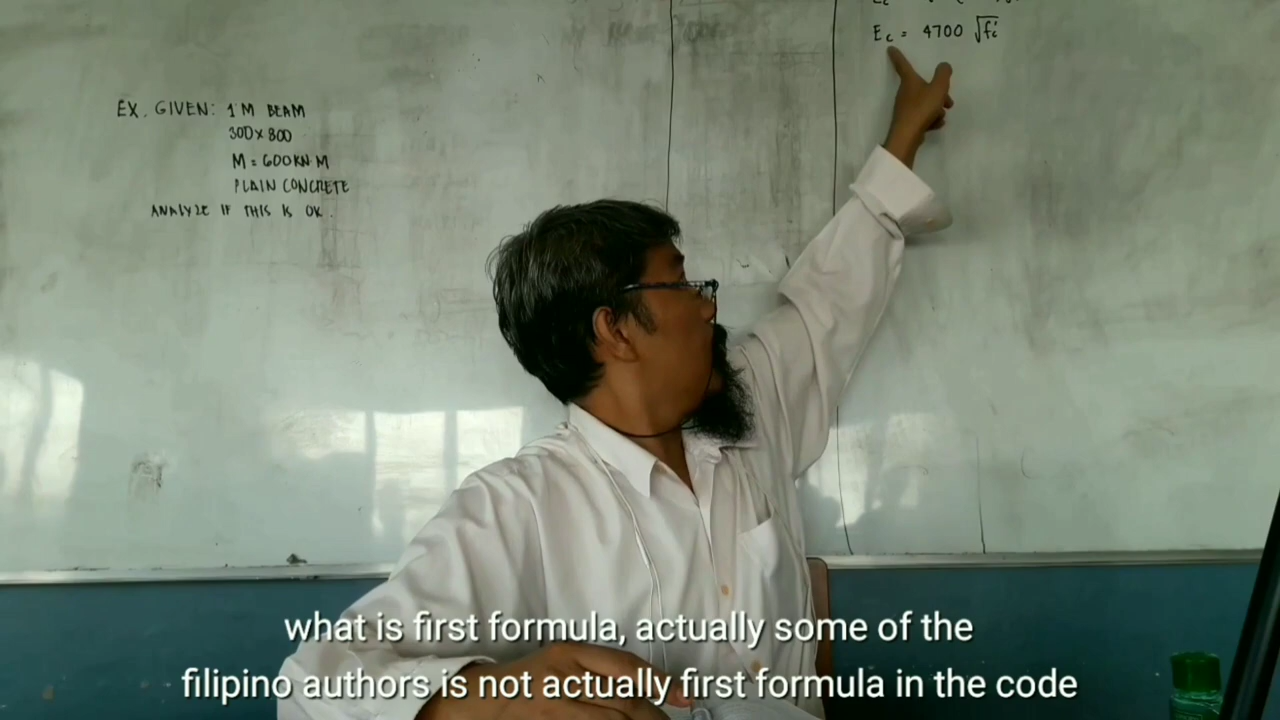 Ec = 4700 √fc'
EX. GIVEN: 1 M BEAM
300 x 800
M = 600 KN M
PLAIN CONCRETE
ANALYZE IF THIS IS OK.
what is first formula, actually some of the
filipino authors is not actually first formula in the code